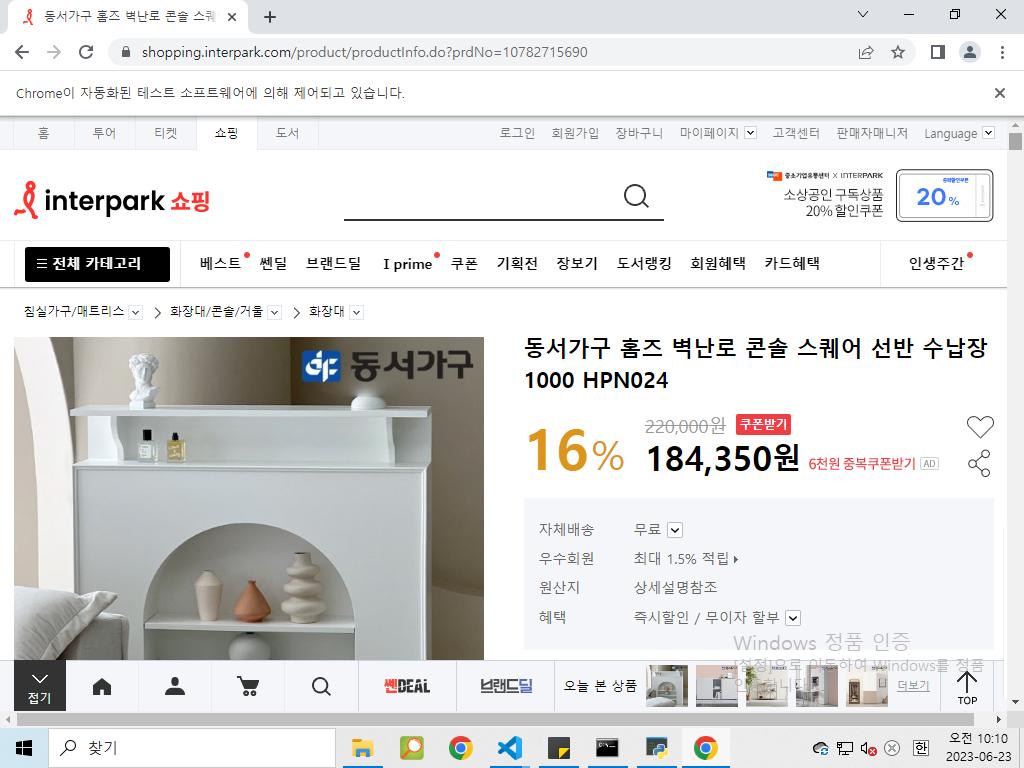 동서가구 홈즈 벽난로 콘솔 스퀘
shopping.interpark.com/product/productInfo.do?prdNo=10782715690
Chrome이 자동화된 테스트 소프트웨어에 의해 제어되고 있습니다.
홈 투어 티켓 쇼핑 도서 로그인 회원가입 장바구니 마이페이지 고객센터 판매자매니저 Language
interpark 쇼핑
중소기업유통센터 X INTERPARK
소상공인 구독상품
20% 할인쿠폰
20%
전체 카테고리 베스트 쎈딜 브랜드딜 I prime 쿠폰 기획전 장보기 도서랭킹 회원혜택 카드혜택 인생주간
침실가구/매트리스 화장대/콘솔/거울 화장대
동서가구
동서가구 홈즈 벽난로 콘솔 스퀘어 선반 수납장
1000 HPN024
220,000원 쿠폰받기
16% 184,350원 6천원 중복쿠폰받기 AD
자체배송 무료
우수회원 최대 1.5% 적립
원산지 상세설명참조
혜택 즉시할인 / 무이자 할부
Windows 정품 인증
[설정]으로 이동하여 Windows를 정품
접기 쎈DEAL 브랜드딜 오늘 본 상품 더보기 TOP
찾기 한 오전 10:10
2023-06-23